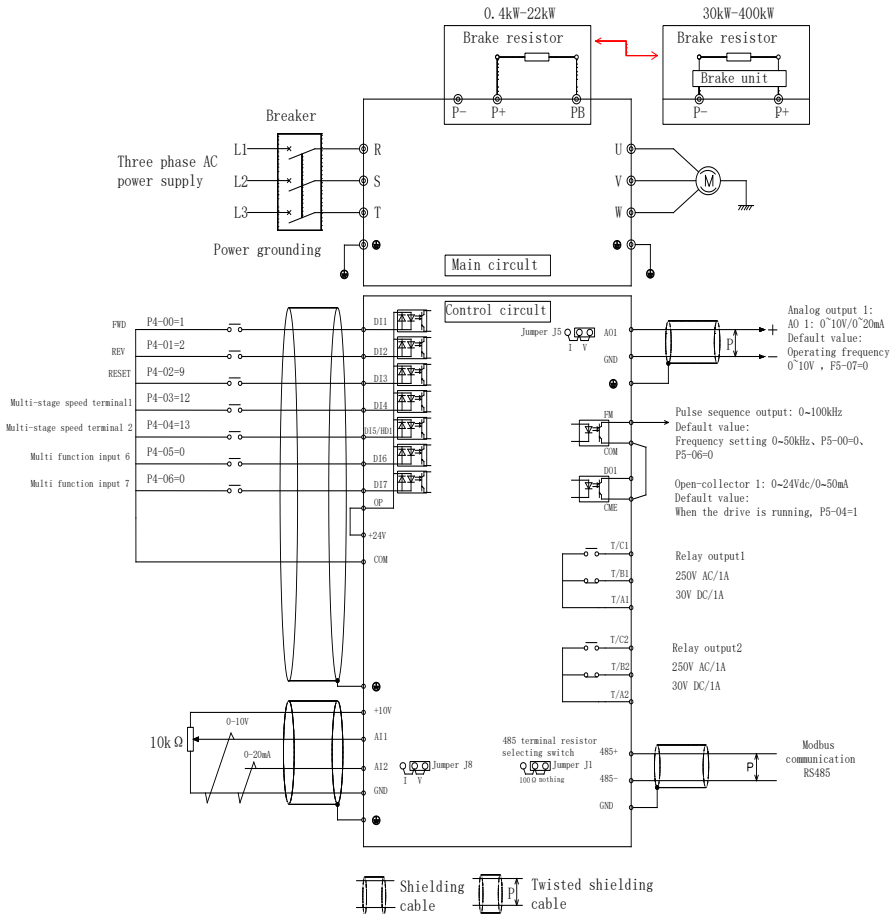 0.4kW-22kW
30kW-400kW
Brake resistor
Brake resistor
Brake unit
P-
P+
PB
P-
P+
Breaker
L1
R
U
Three phase AC
power supply
L2
S
V
M
L3
T
W
Power grounding
Main circuit
Control circuit
FWD
P4-00=1
DI1
REV
P4-01=2
DI2
RESET
P4-02=9
DI3
Multi-stage speed terminal1
P4-03=12
DI4
Multi-stage speed terminal 2
P4-04=13
DI5/HD1
Multi function input 6
P4-05=0
DI6
Multi function input 7
P4-06=0
DI7
OP
+24V
COM
Jumper J5
I V
AO1
GND
P
+
-
Analog output 1:
AO 1: 0~10V/0~20mA
Default value:
Operating frequency
0~10V , F5-07=0
FM
COM
Pulse sequence output: 0~100kHz
Default value:
Frequency setting 0~50kHz、P5-00=0、
P5-06=0
DO1
CME
Open-collector 1: 0~24Vdc/0~50mA
Default value:
When the drive is running, P5-04=1
T/C1
T/B1
T/A1
Relay output1
250V AC/1A
30V DC/1A
T/C2
T/B2
T/A2
Relay output2
250V AC/1A
30V DC/1A
+10V
0-10V
10kΩ
AI1
0-20mA
AI2
Jumper J8
I V
GND
485 terminal resistor
selecting switch
Jumper J1
100Ω nothing
485+
485-
GND
P
Modbus
communication
RS485
Shielding
cable
P
Twisted shielding
cable